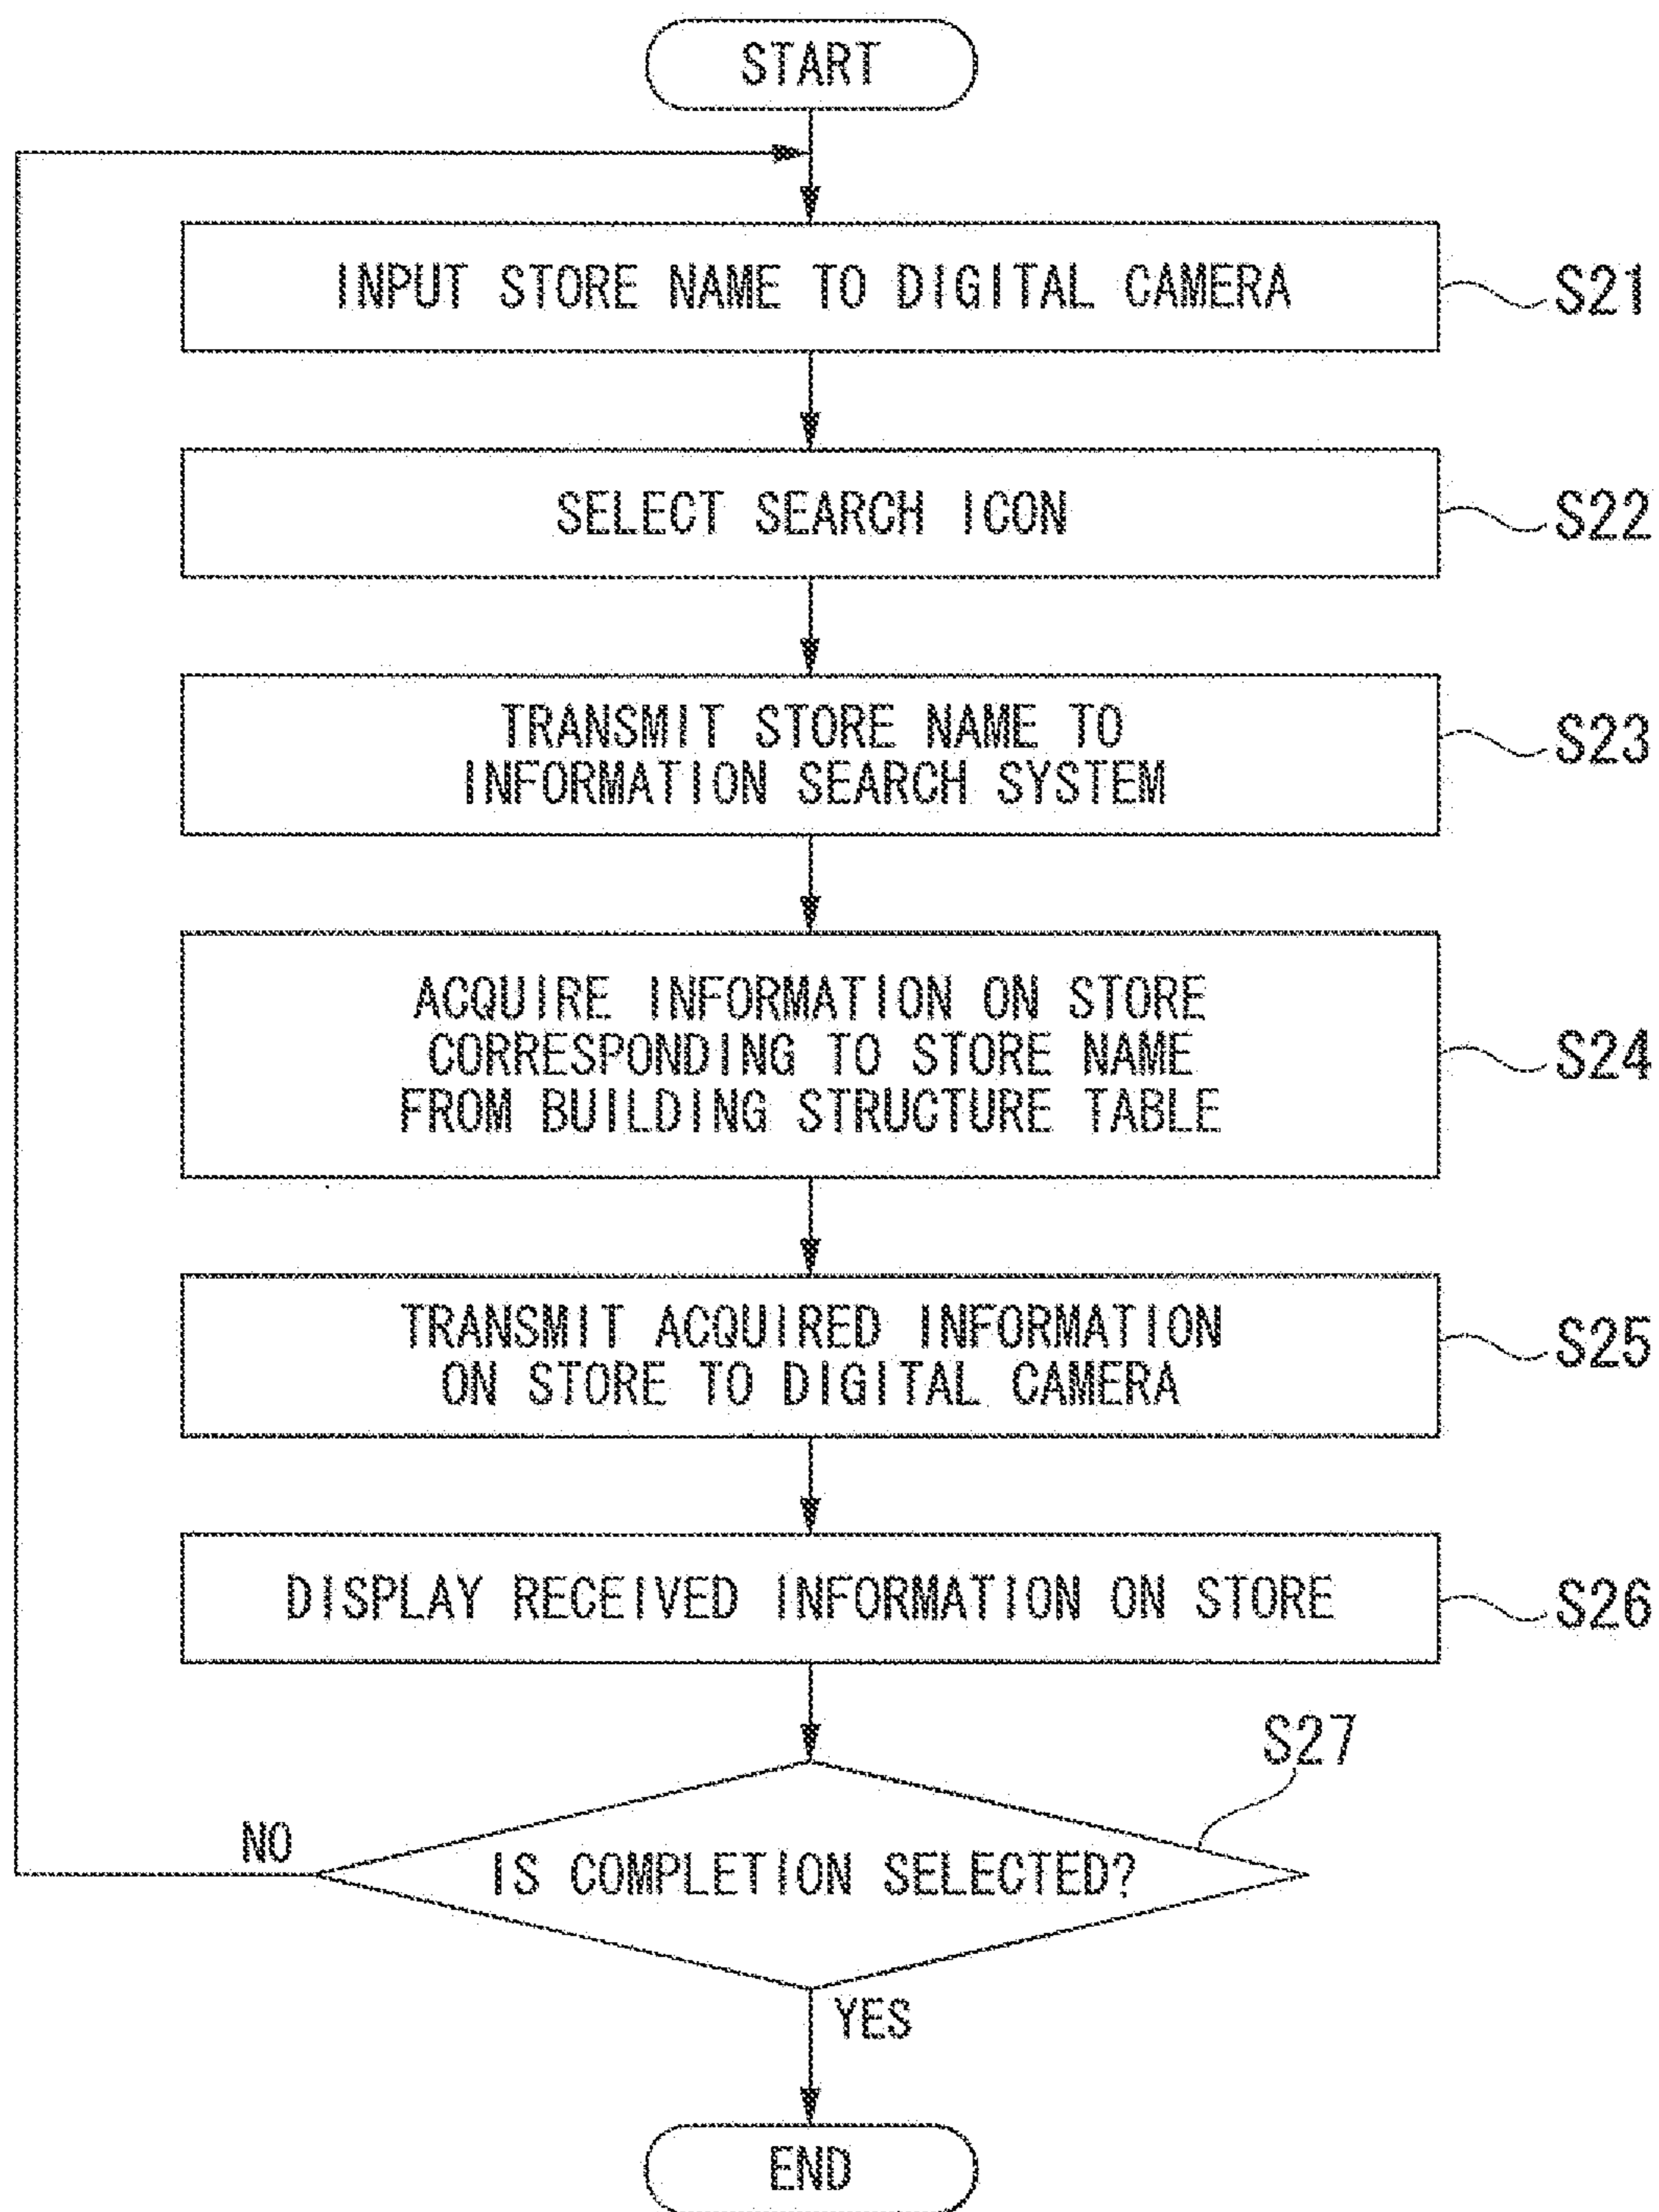 START
INPUT STORE NAME TO DIGITAL CAMERA
S21
SELECT SEARCH ICON
S22
TRANSMIT STORE NAME TO
INFORMATION SEARCH SYSTEM
S23
ACQUIRE INFORMATION ON STORE
CORRESPONDING TO STORE NAME
FROM BUILDING STRUCTURE TABLE
S24
TRANSMIT ACQUIRED INFORMATION
ON STORE TO DIGITAL CAMERA
S25
DISPLAY RECEIVED INFORMATION ON STORE
S26
S27
NO
IS COMPLETION SELECTED?
YES
END